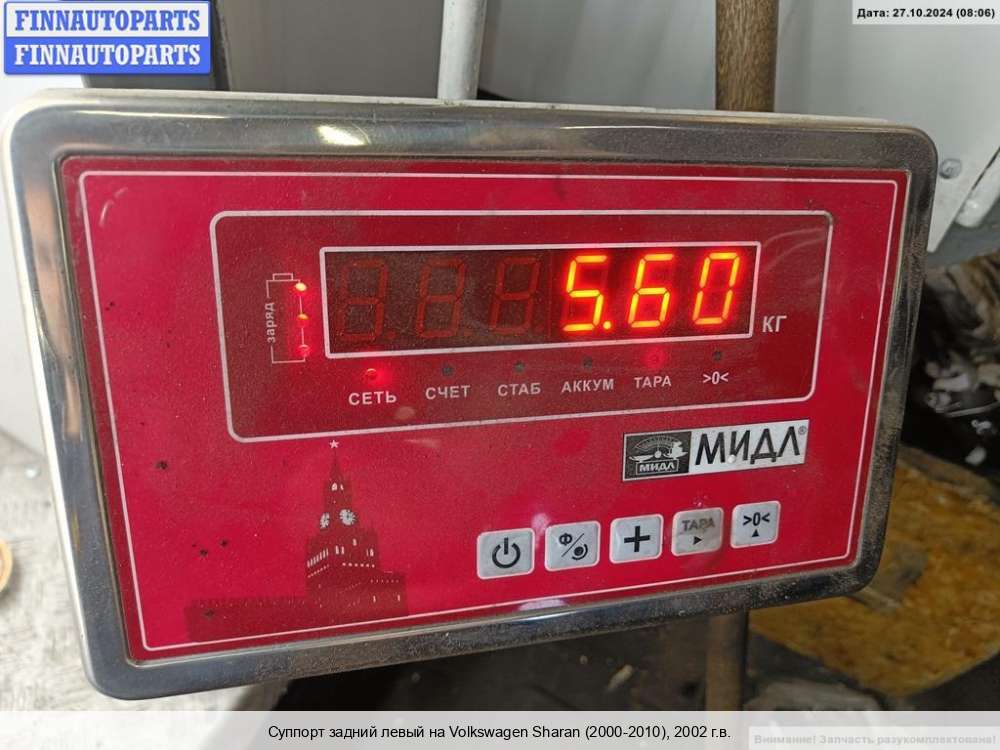 FINNAUTOPARTS
FINNAUTOPARTS
Дата: 27.10.2024 (08:06)
заряд
5.60
КГ
СЕТЬ СЧЕТ СТАБ АККУМ ТАРА >0<
МИДЛ МИДЛ®
Ф/ + ТАРА >0<
Суппорт задний левый на Volkswagen Sharan (2000-2010), 2002 г.в.
Внимание! Запчасть разукомплектована!